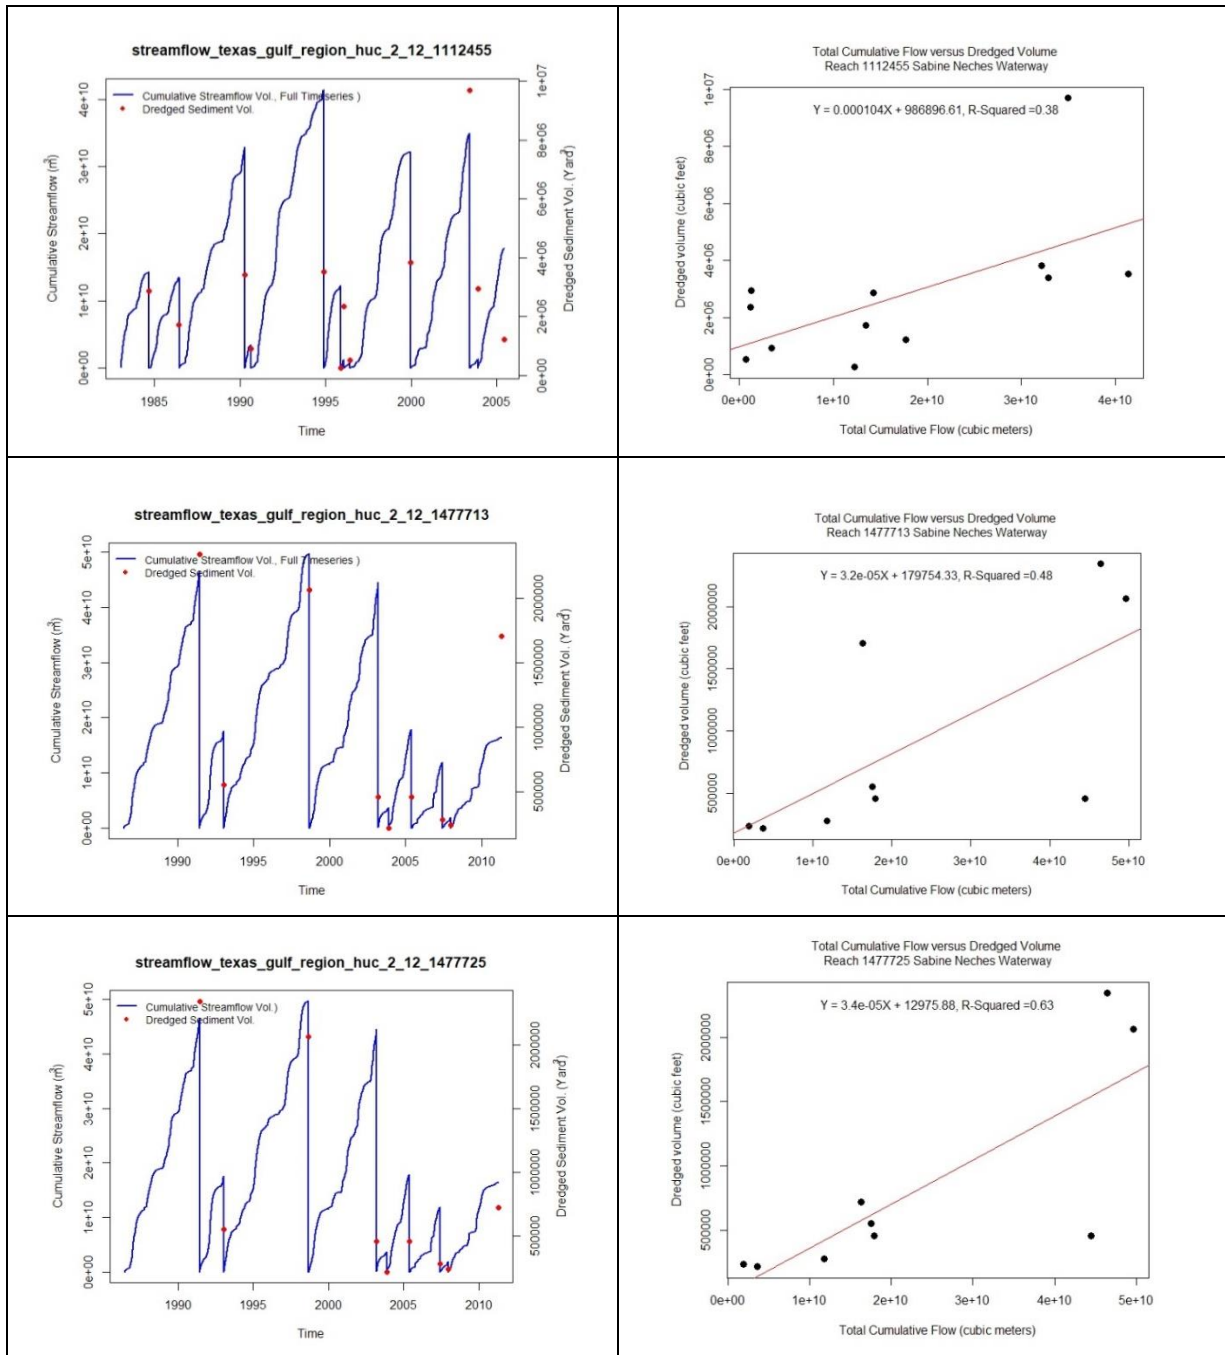 streamflow_texas_gulf_region_huc_2_12_1112455
Cumulative Streamflow Vol., Full Timeseries )
Dredged Sediment Vol.
Cumulative Streamflow (m³)
0e+00 1e+10 2e+10 3e+10 4e+10
Dredged Sediment Vol. (Yard³)
0e+00 2e+06 4e+06 6e+06 8e+06 1e+07
1985 1990 1995 2000 2005
Time
Total Cumulative Flow versus Dredged Volume
Reach 1112455 Sabine Neches Waterway
Y = 0.000104X + 986896.61, R-Squared =0.38
Dredged volume (cubic feet)
0e+00 2e+06 4e+06 6e+06 8e+06 1e+07
0e+00 1e+10 2e+10 3e+10 4e+10
Total Cumulative Flow (cubic meters)
streamflow_texas_gulf_region_huc_2_12_1477713
Cumulative Streamflow Vol., Full Timeseries )
Dredged Sediment Vol.
Cumulative Streamflow (m³)
0e+00 1e+10 2e+10 3e+10 4e+10 5e+10
Dredged Sediment Vol. (Yard³)
500000 1000000 1500000 2000000
1990 1995 2000 2005 2010
Time
Total Cumulative Flow versus Dredged Volume
Reach 1477713 Sabine Neches Waterway
Y = 3.2e-05X + 179754.33, R-Squared =0.48
Dredged volume (cubic feet)
500000 1000000 1500000 2000000
0e+00 1e+10 2e+10 3e+10 4e+10 5e+10
Total Cumulative Flow (cubic meters)
streamflow_texas_gulf_region_huc_2_12_1477725
Cumulative Streamflow Vol.)
Dredged Sediment Vol.
Cumulative Streamflow (m³)
0e+00 1e+10 2e+10 3e+10 4e+10 5e+10
Dredged Sediment Vol. (Yard³)
500000 1000000 1500000 2000000
1990 1995 2000 2005 2010
Time
Total Cumulative Flow versus Dredged Volume
Reach 1477725 Sabine Neches Waterway
Y = 3.4e-05X + 12975.88, R-Squared =0.63
Dredged volume (cubic feet)
500000 1000000 1500000 2000000
0e+00 1e+10 2e+10 3e+10 4e+10 5e+10
Total Cumulative Flow (cubic meters)